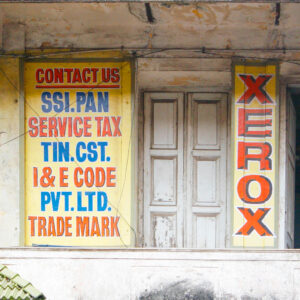 CONTACT US
SSI.PAN
SERVICE TAX
TIN.CST.
I & E CODE
PVT.LTD.
TRADE MARK
XEROX